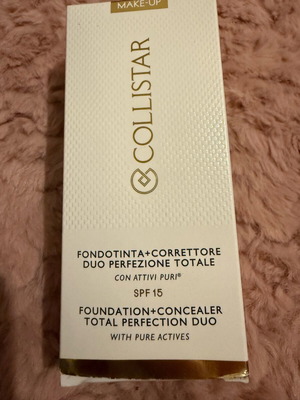 MAKE-UP
COLLISTAR
FONDOTINTA+CORRETTORE
DUO PERFEZIONE TOTALE
CON ATTIVI PURI®
SPF 15
FOUNDATION+CONCEALER
TOTAL PERFECTION DUO
WITH PURE ACTIVES